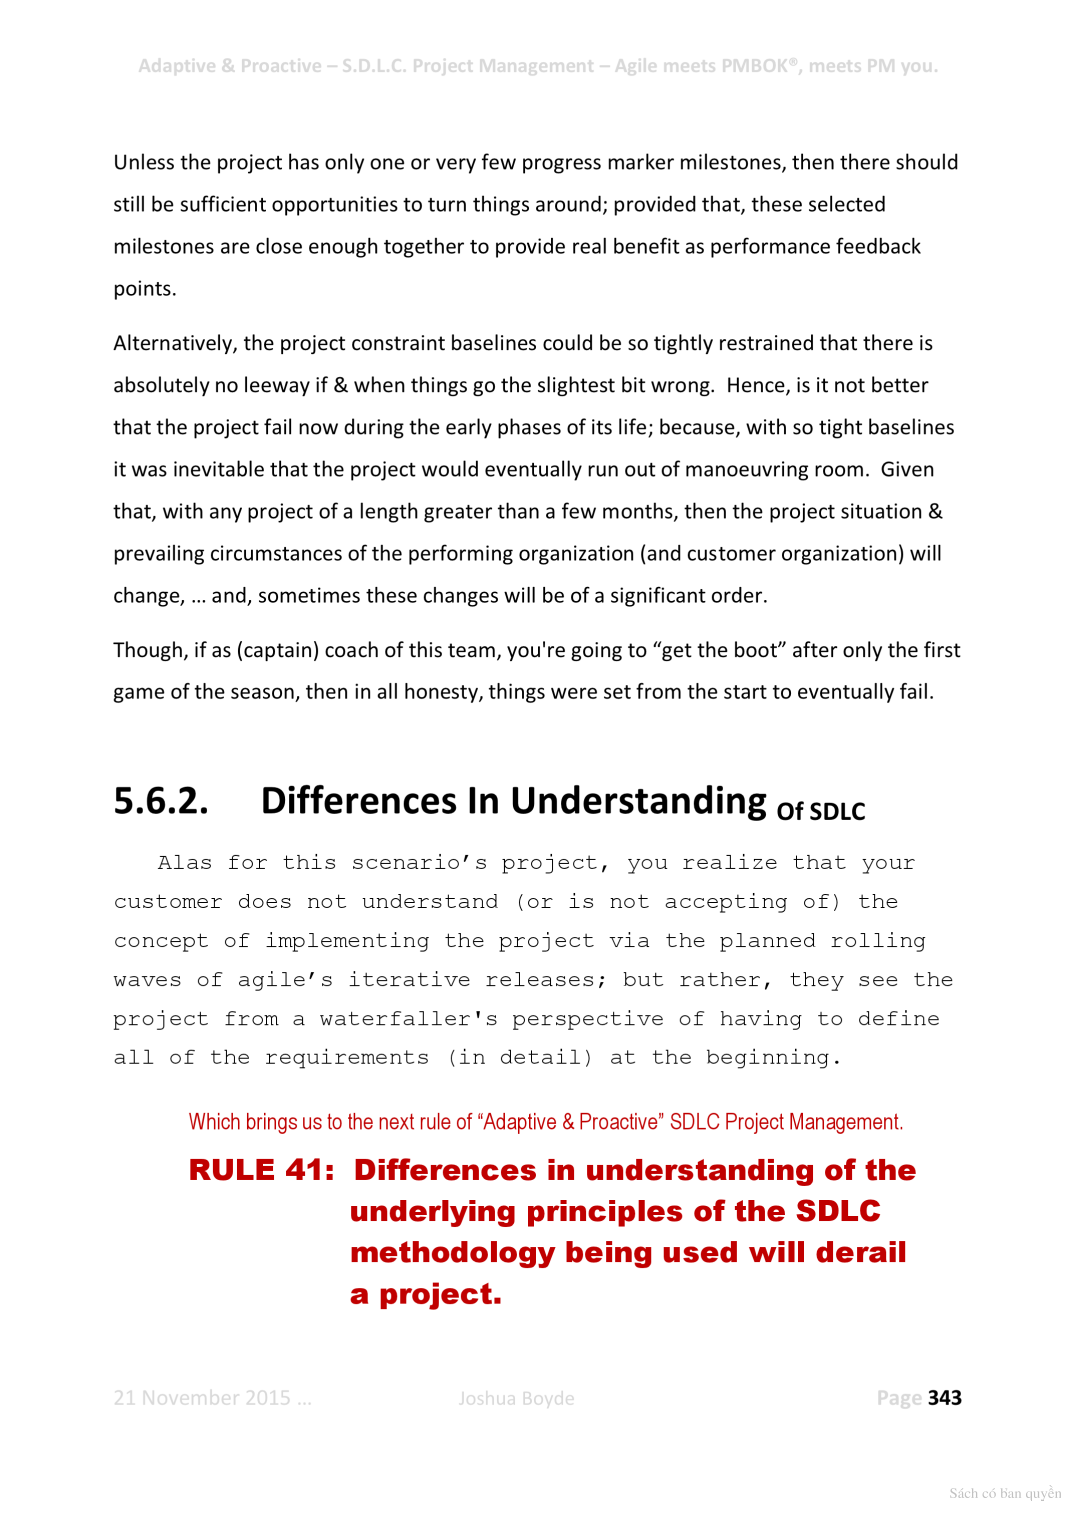 Adaptive & Proactive – S.D.L.C. Project Management – Agile meets PMBOK®, meets PM you.
Unless the project has only one or very few progress marker milestones, then there should
still be sufficient opportunities to turn things around; provided that, these selected
milestones are close enough together to provide real benefit as performance feedback
points.
Alternatively, the project constraint baselines could be so tightly restrained that there is
absolutely no leeway if & when things go the slightest bit wrong.  Hence, is it not better
that the project fail now during the early phases of its life; because, with so tight baselines
it was inevitable that the project would eventually run out of manoeuvring room.  Given
that, with any project of a length greater than a few months, then the project situation &
prevailing circumstances of the performing organization (and customer organization) will
change, … and, sometimes these changes will be of a significant order.
Though, if as (captain) coach of this team, you're going to “get the boot” after only the first
game of the season, then in all honesty, things were set from the start to eventually fail.
5.6.2. Differences In Understanding Of SDLC
Alas for this scenario’s project, you realize that your
customer does not understand (or is not accepting of) the
concept of implementing the project via the planned rolling
waves of agile’s iterative releases; but rather, they see the
project from a waterfaller's perspective of having to define
all of the requirements (in detail) at the beginning.
Which brings us to the next rule of “Adaptive & Proactive” SDLC Project Management.
RULE 41: Differences in understanding of the
underlying principles of the SDLC
methodology being used will derail
a project.
21 November 2015 … Joshua Boyde Page 343
Sách có bản quyền